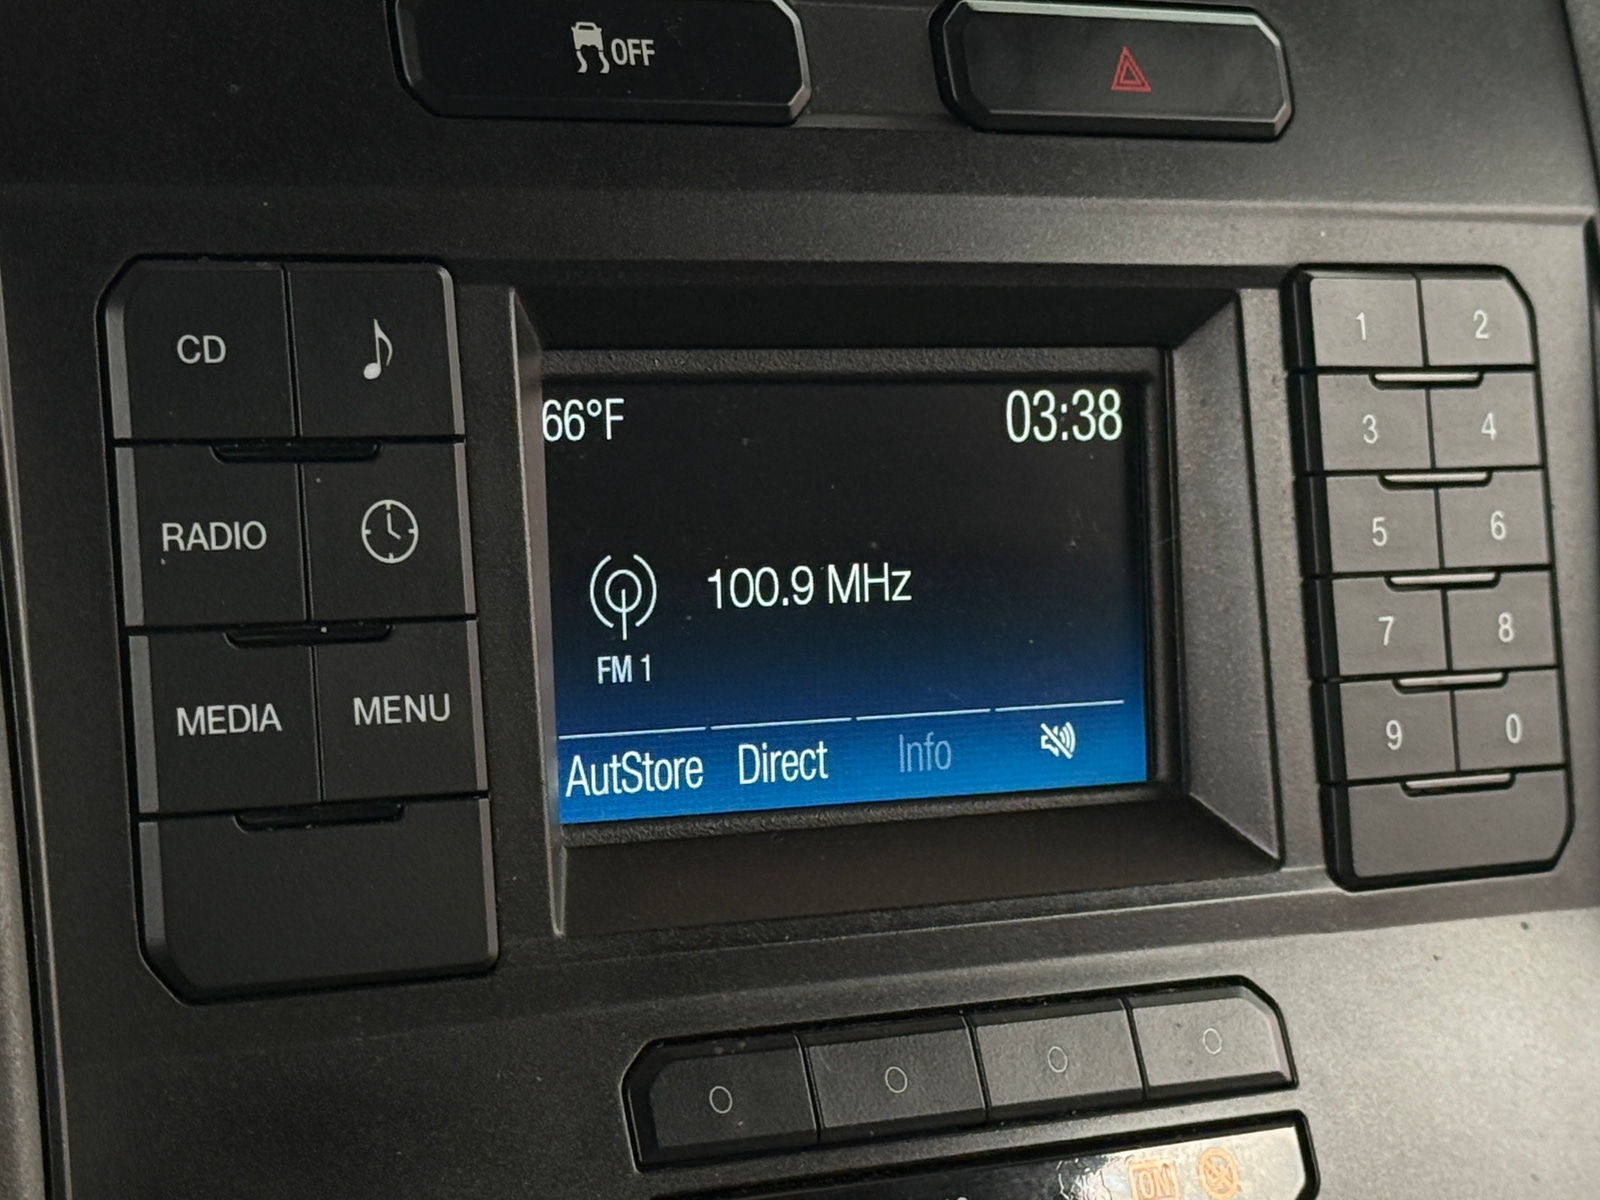 OFF
CD
RADIO
MEDIA
MENU
66°F
03:38
100.9 MHz
FM 1
AutStore
Direct
Info
1
2
3
4
5
6
7
8
9
0
ON